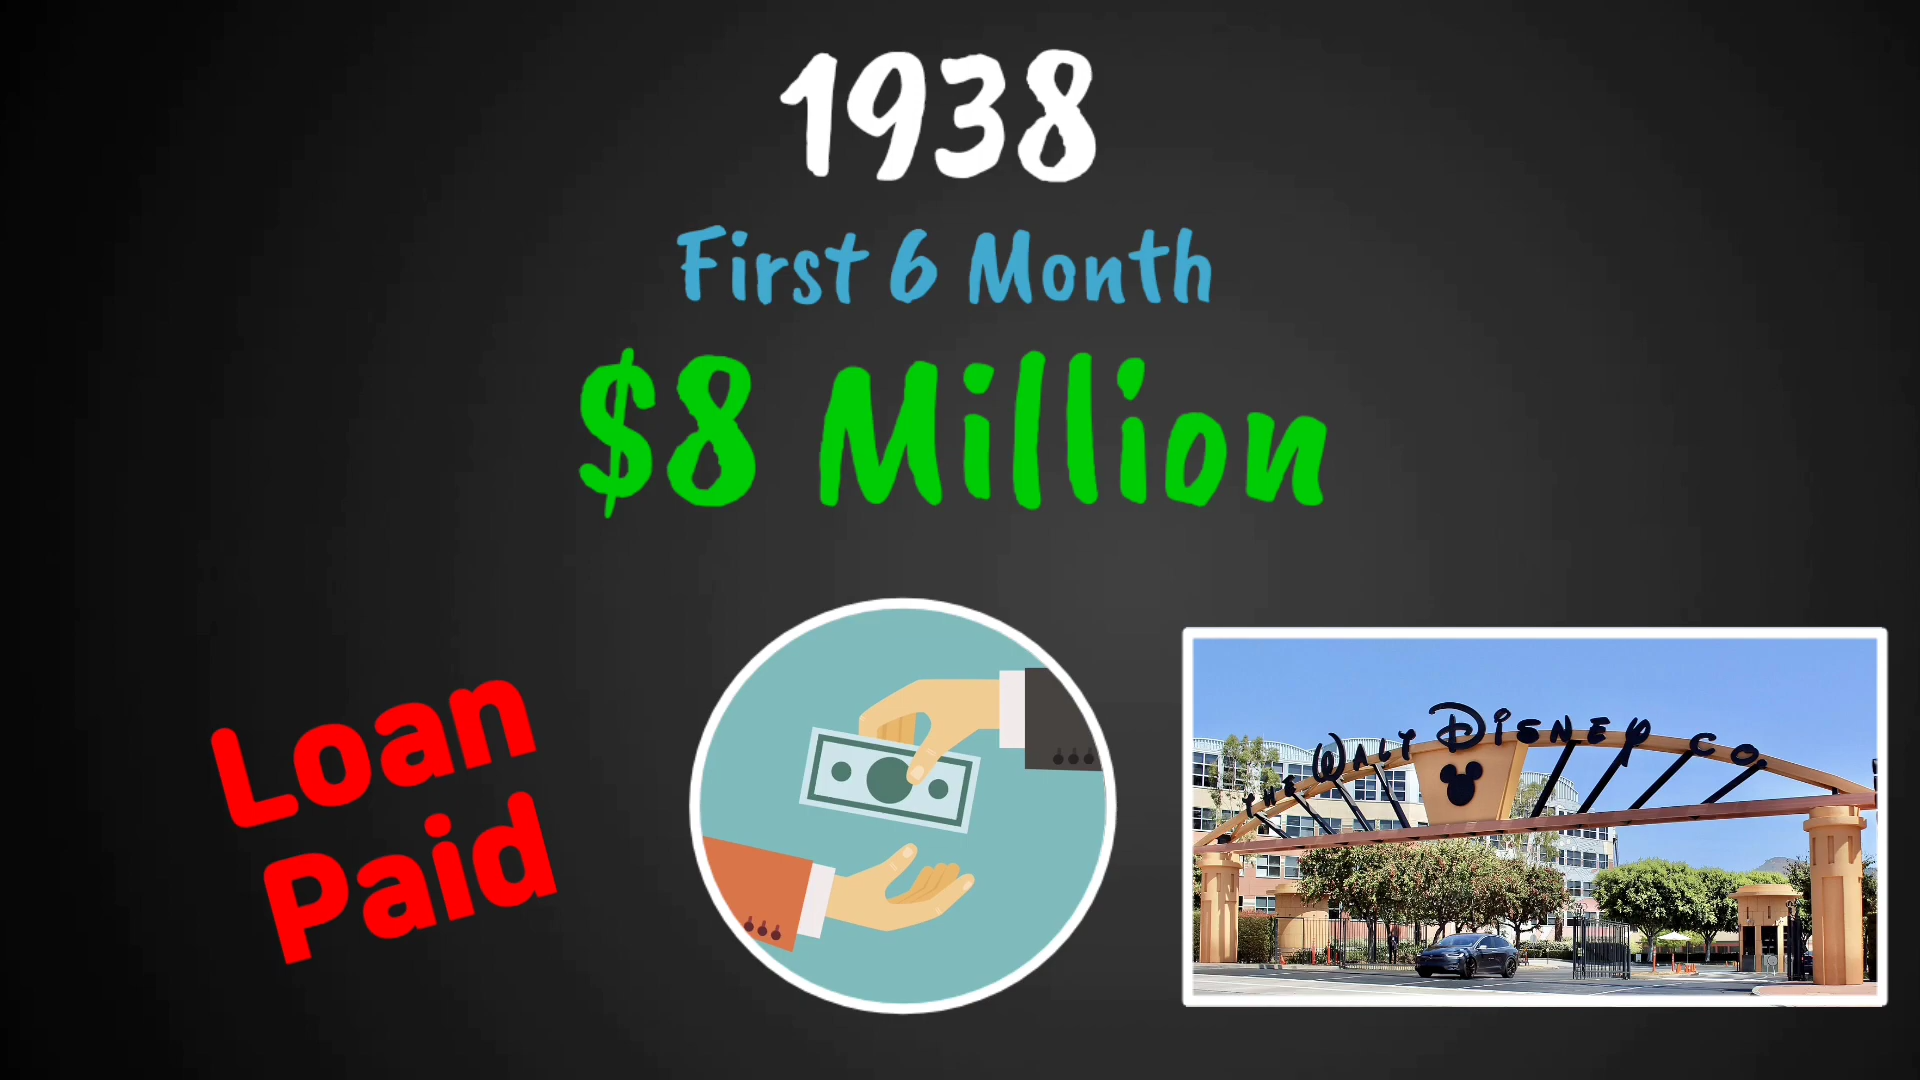 1938
First 6 Month
$8 Million
Loan
Paid
THE WALT DISNEY CO.